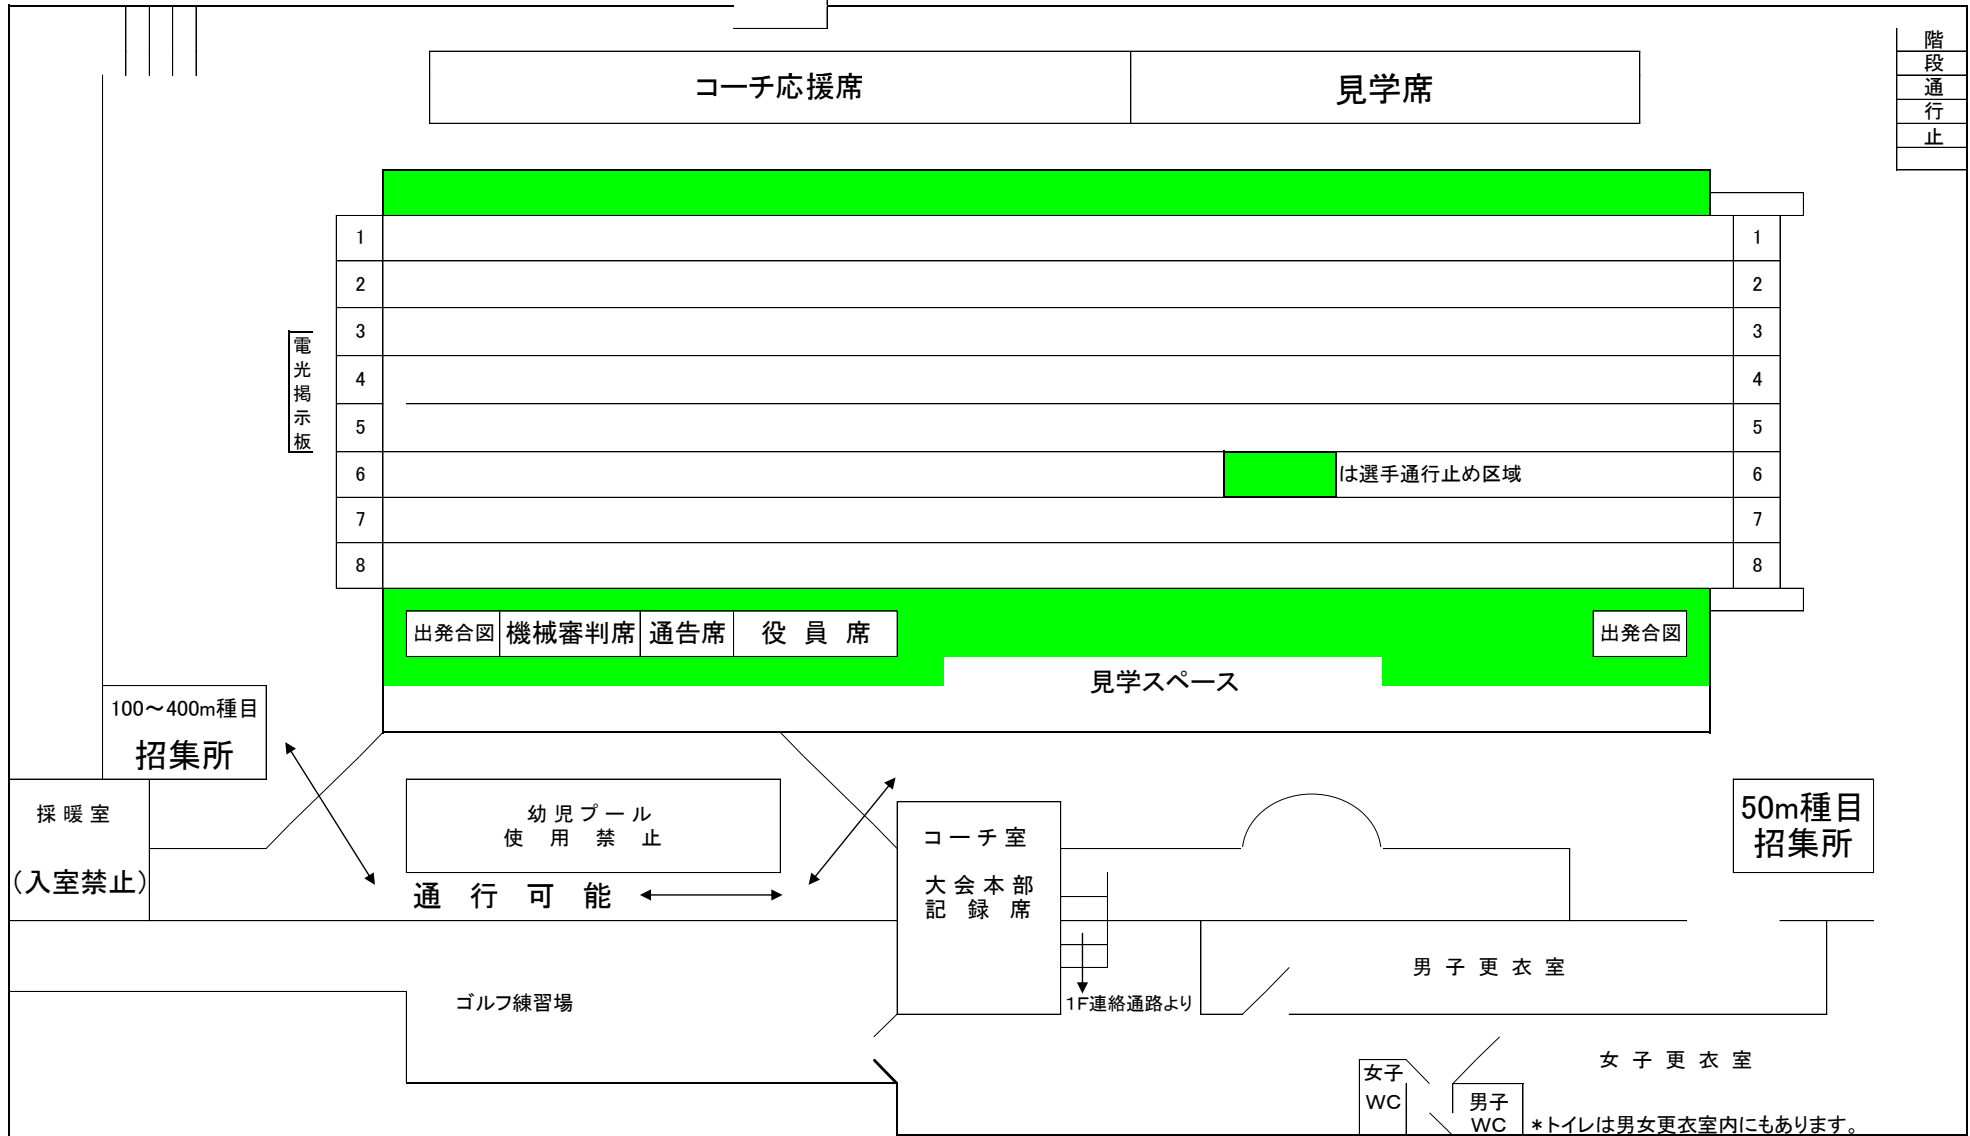 階段通行止
コーチ応援席
見学席
1
1
2
2
3
3
電光掲示板
4
4
5
5
6
は選手通行止め区域
6
7
7
8
8
出発合図
機械審判席
通告席
役員席
出発合図
見学スペース
100～400m種目
招集所
採暖室
(入室禁止)
幼児プール
使用禁止
通行可能
コーチ室
大会本部
記録席
50m種目
招集所
男子更衣室
ゴルフ練習場
1F連絡通路より
女子更衣室
女子
WC
男子
WC
*トイレは男女更衣室内にもあります。